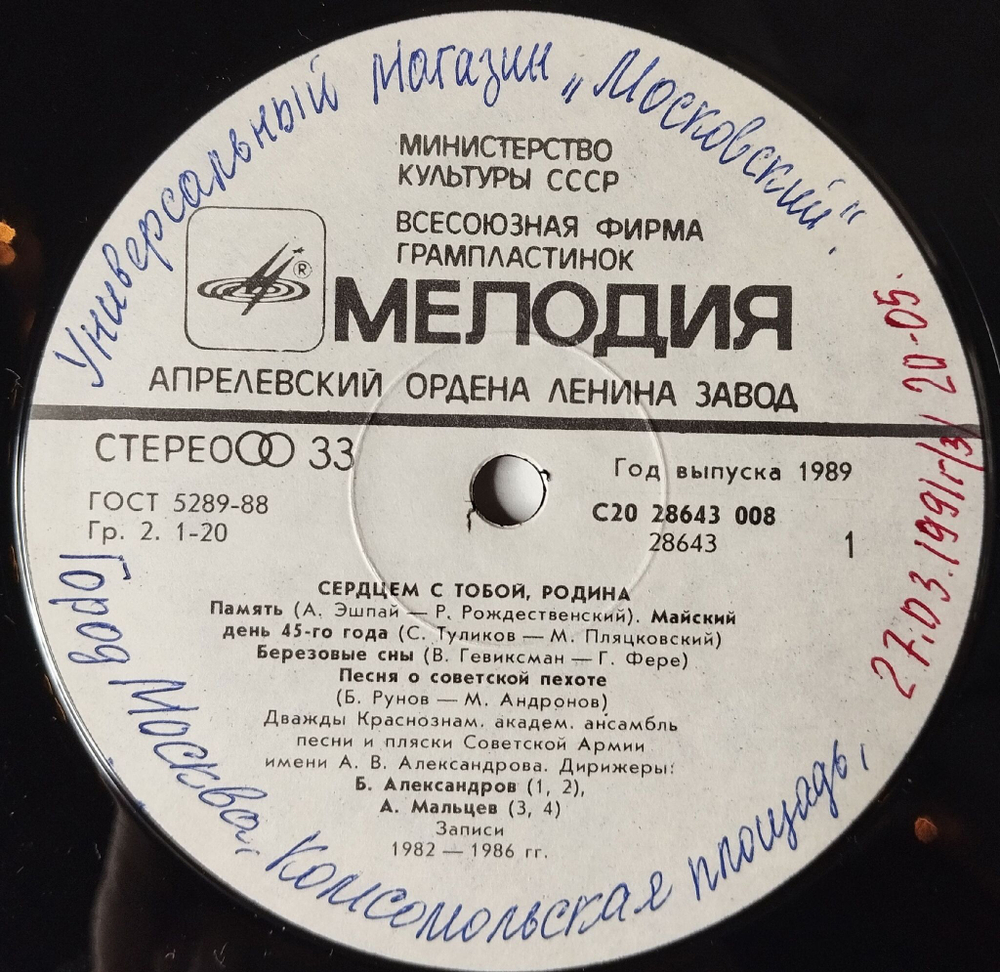 Универсальный магазин „Московский".
МИНИСТЕРСТВО
КУЛЬТУРЫ СССР
ВСЕСОЮЗНАЯ ФИРМА
ГРАМПЛАСТИНОК
®
МЕЛОДИЯ
АПРЕЛЕВСКИЙ ОРДЕНА ЛЕНИНА ЗАВОД
СТЕРЕО 33
ГОСТ 5289-88
Гр. 2. 1-20
Год выпуска 1989
С20 28643 008
28643
1
27.03.1991г/3/ 20-05.
СЕРДЦЕМ С ТОБОЙ, РОДИНА
Память (А. Эшпай — Р. Рождественский). Майский
день 45-го года (С. Туликов — М. Пляцковский)
Березовые сны (В. Гевиксман — Г. Фере)
Песня о советской пехоте
(Б. Рунов — М. Андронов)
Дважды Краснознам. академ. ансамбль
песни и пляски Советской Армии
имени А. В. Александрова. Дирижеры:
Б. Александров (1, 2),
А. Мальцев (3, 4)
Записи
1982 — 1986 гг.
Город Москва, Комсомольская площадь,